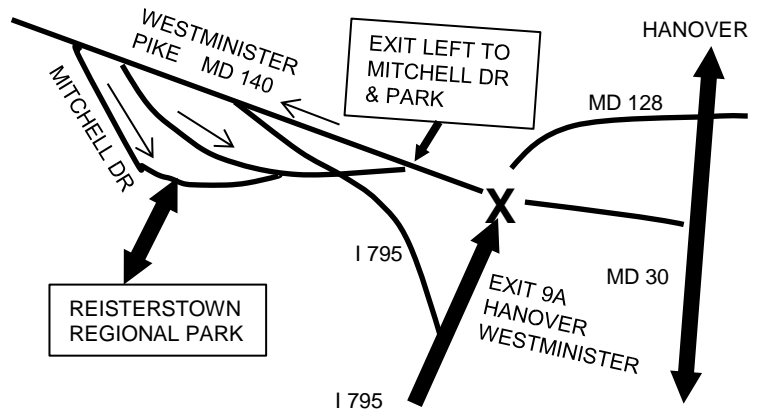 WESTMINISTER
PIKE MD 140
EXIT LEFT TO
MITCHELL DR
& PARK
HANOVER
MD 128
MITCHELL DR
X
I 795
MD 30
EXIT 9A
HANOVER
WESTMINISTER
REISTERSTOWN
REGIONAL PARK
I 795